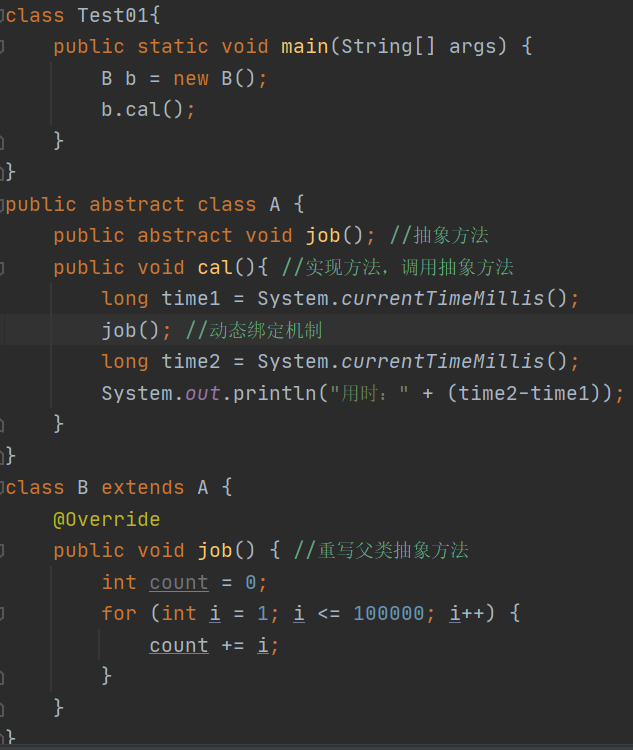 class Test01{
    public static void main(String[] args) {
        B b = new B();
        b.cal();
    }
}
public abstract class A {
    public abstract void job(); //抽象方法
    public void cal(){ //实现方法，调用抽象方法
        long time1 = System.currentTimeMillis();
        job(); //动态绑定机制
        long time2 = System.currentTimeMillis();
        System.out.println("用时：" + (time2-time1));
    }
}
class B extends A {
    @Override
    public void job() { //重写父类抽象方法
        int count = 0;
        for (int i = 1; i <= 100000; i++) {
            count += i;
        }
    }
}